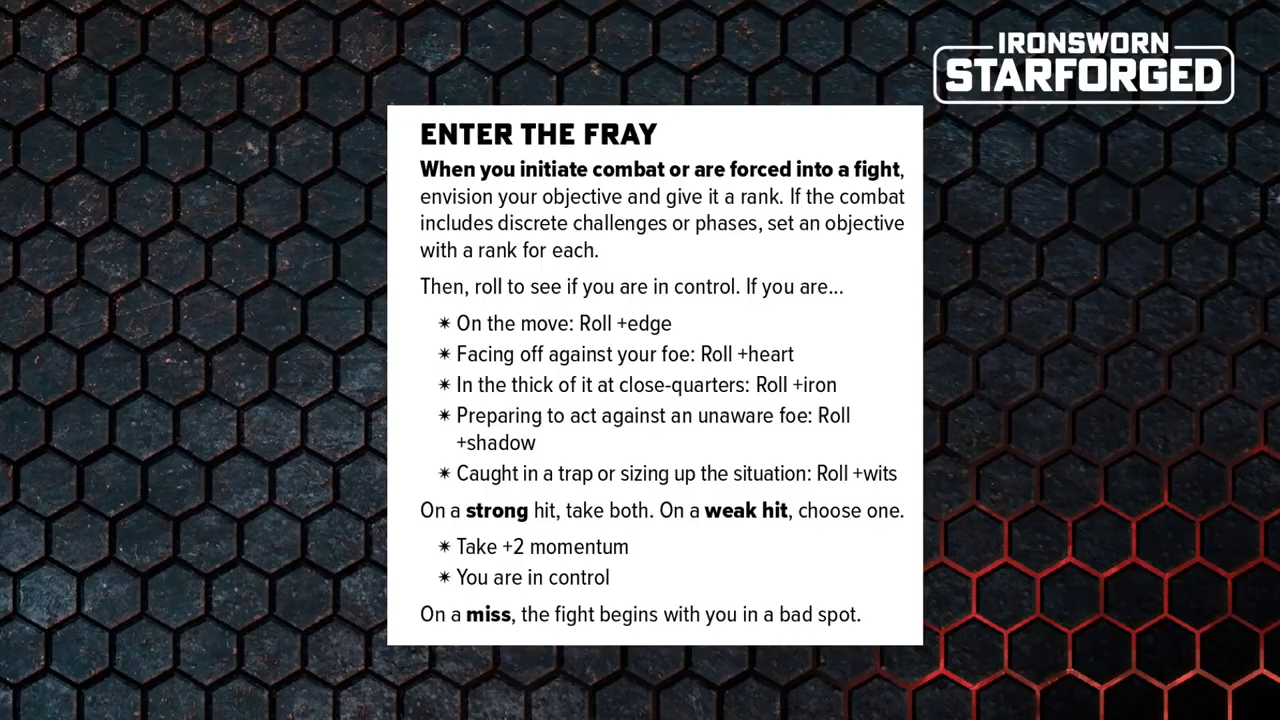 IRONSWORN
STARFORGED
ENTER THE FRAY
When you initiate combat or are forced into a fight,
envision your objective and give it a rank. If the combat
includes discrete challenges or phases, set an objective
with a rank for each.
Then, roll to see if you are in control. If you are...
✴ On the move: Roll +edge
✴ Facing off against your foe: Roll +heart
✴ In the thick of it at close-quarters: Roll +iron
✴ Preparing to act against an unaware foe: Roll
+shadow
✴ Caught in a trap or sizing up the situation: Roll +wits
On a strong hit, take both. On a weak hit, choose one.
✴ Take +2 momentum
✴ You are in control
On a miss, the fight begins with you in a bad spot.